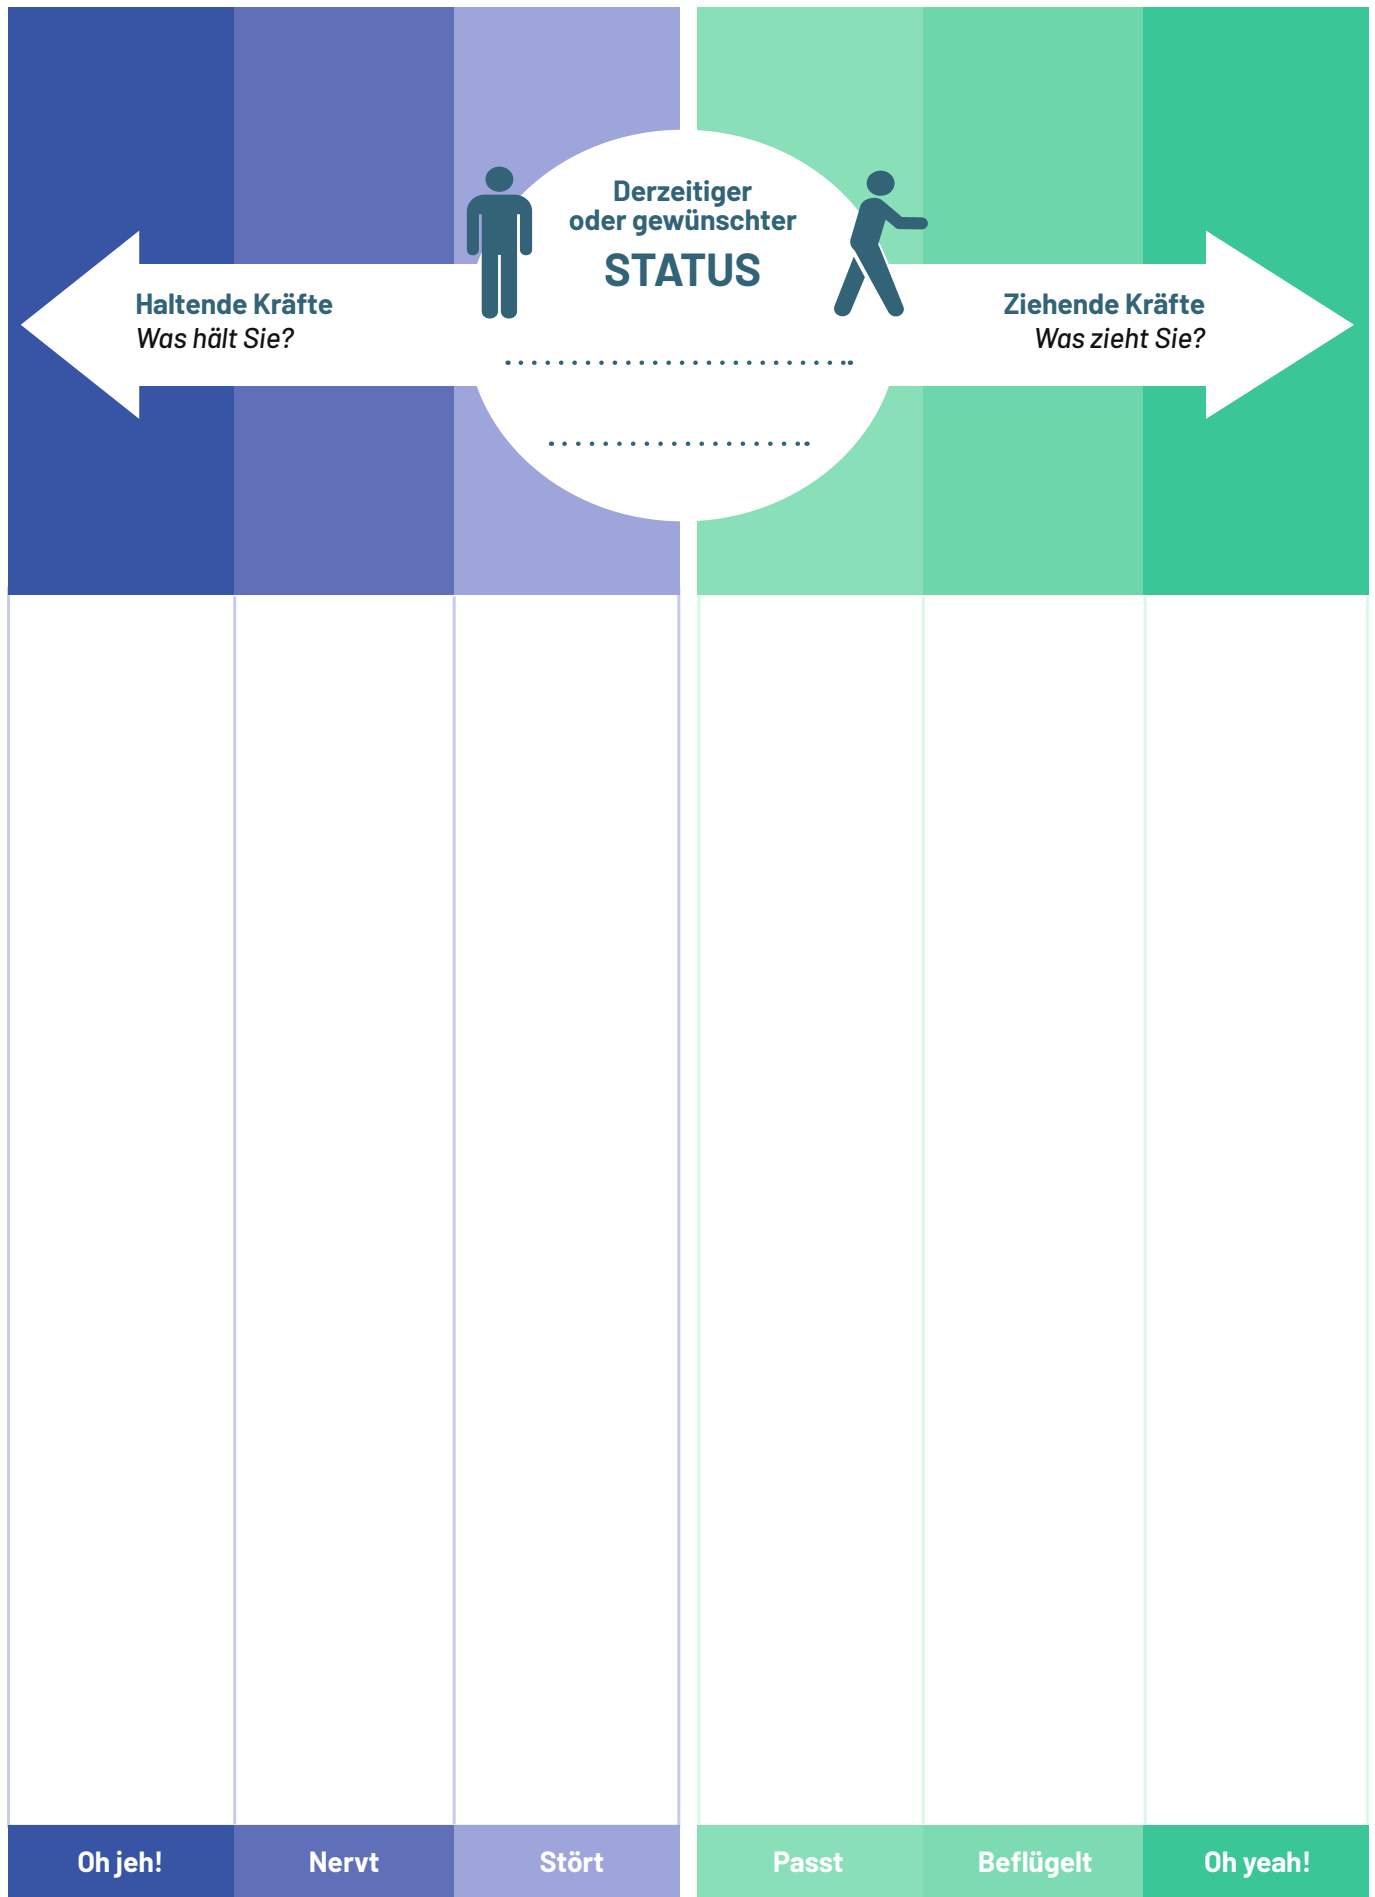 Derzeitiger
oder gewünschter
STATUS
Haltende Kräfte
Was hält Sie?
Ziehende Kräfte
Was zieht Sie?
Oh jeh!
Nervt
Stört
Passt
Beflügelt
Oh yeah!